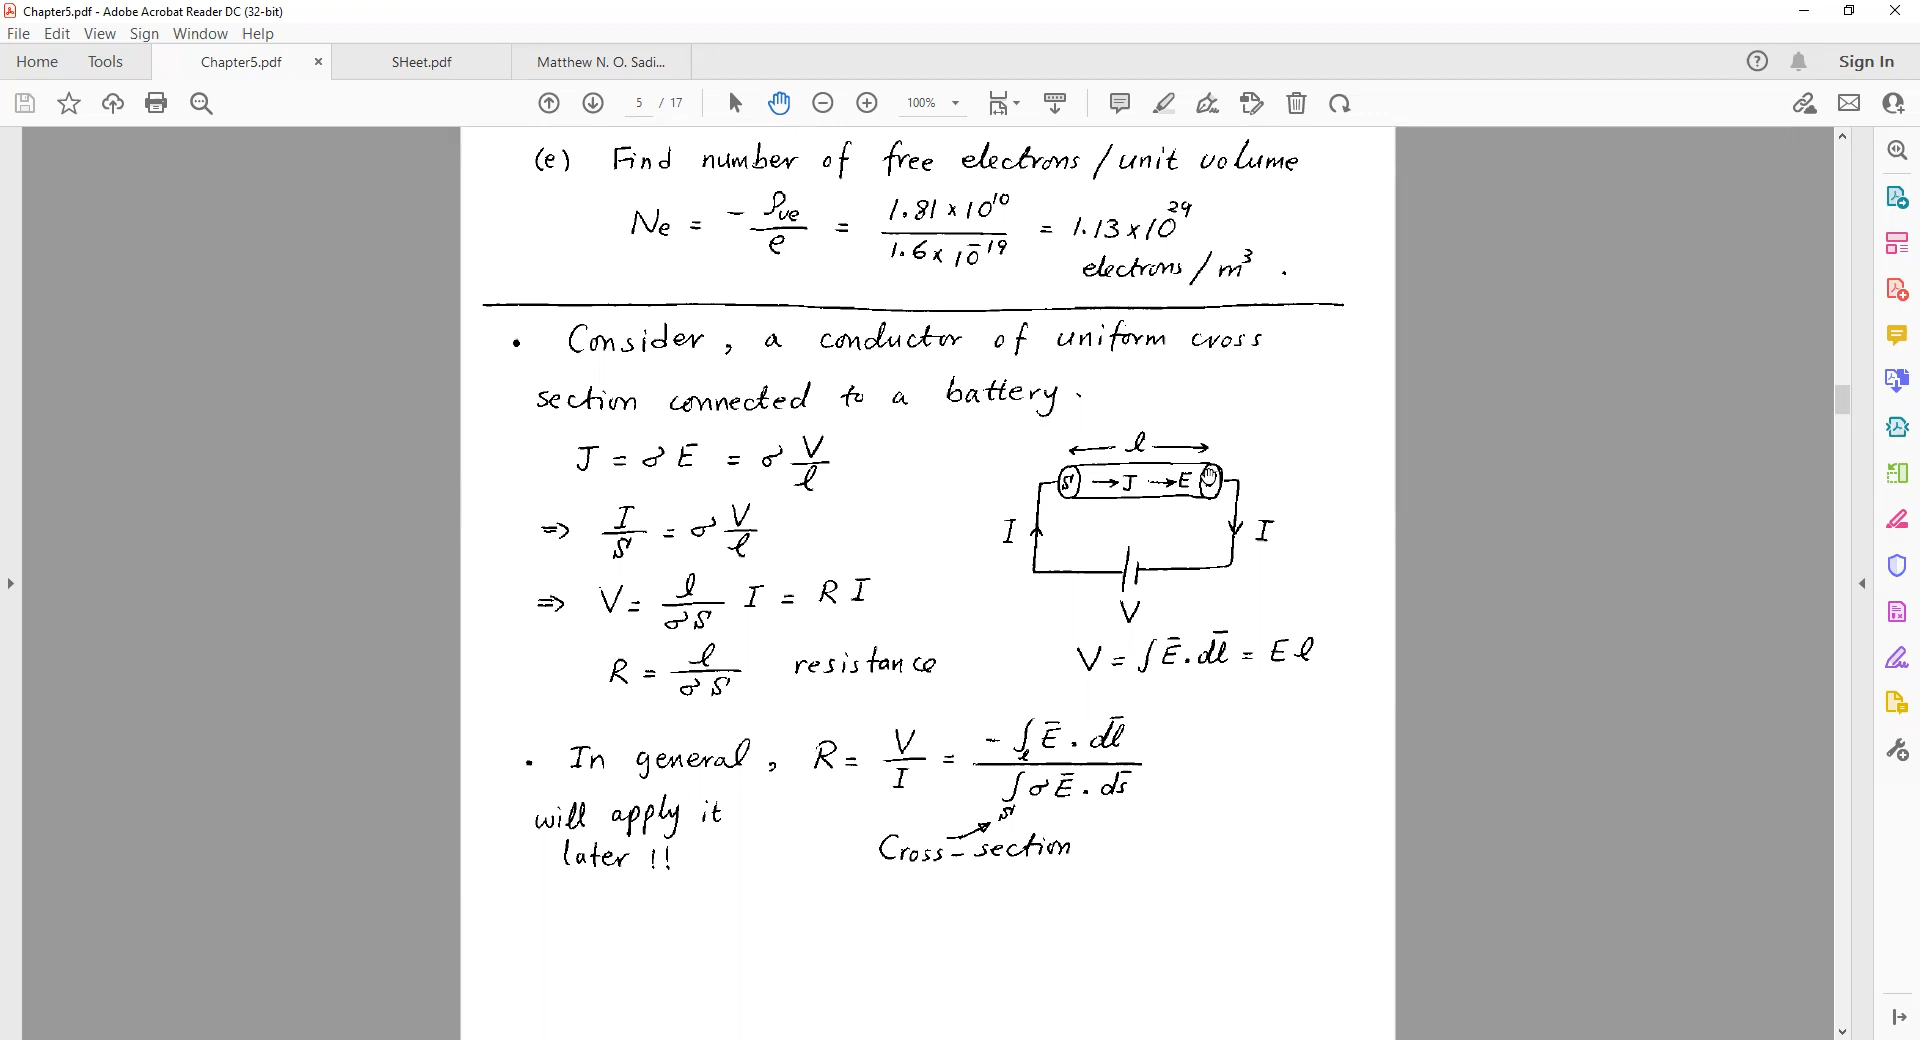 Chapter5.pdf - Adobe Acrobat Reader DC (32-bit)
File Edit View Sign Window Help
Home Tools Chapter5.pdf × SHeet.pdf Matthew N. O. Sadi... Sign In
5 / 17 100%
(e) Find number of free electrons / unit volume
Ne = - ρve / e = 1.81 × 10^10 / 1.6 × 10^-19 = 1.13 × 10^29
electrons / m^3 .
• Consider, a conductor of uniform cross
section connected to a battery.
J = σ E = σ V / l
⇒ I / S = σ V / l
⇒ V = l / σS I = R I
R = l / σS resistance
l
S → J → E
I I
V
V = ∫ E̅ . dl̅ = E l
• In general, R = V / I = - ∫l E̅ . dl̅ / ∫S σ E̅ . ds̅
will apply it
later !!
Cross-section